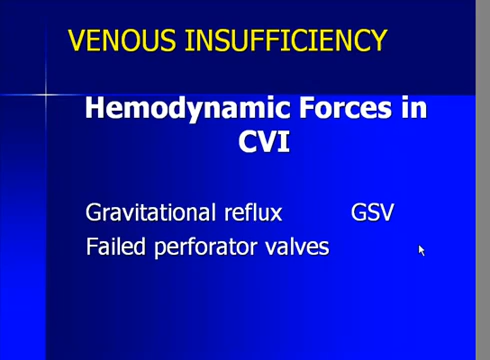 VENOUS INSUFFICIENCY
Hemodynamic Forces in
CVI
Gravitational reflux GSV
Failed perforator valves